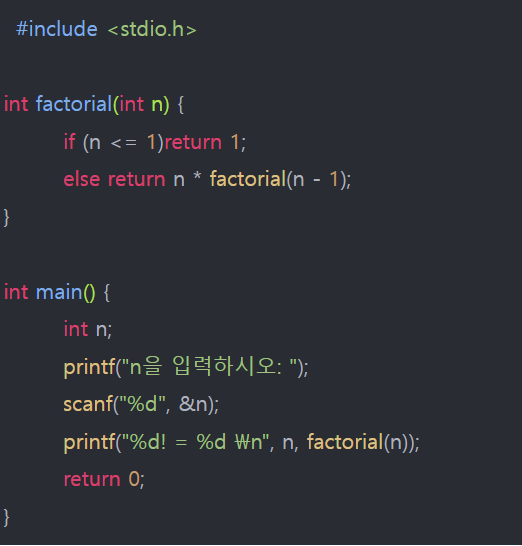 #include <stdio.h>
int factorial(int n) {
if (n <= 1)return 1;
else return n * factorial(n - 1);
}
int main() {
int n;
printf("n을 입력하시오: ");
scanf("%d", &n);
printf("%d! = %d ₩n", n, factorial(n));
return 0;
}